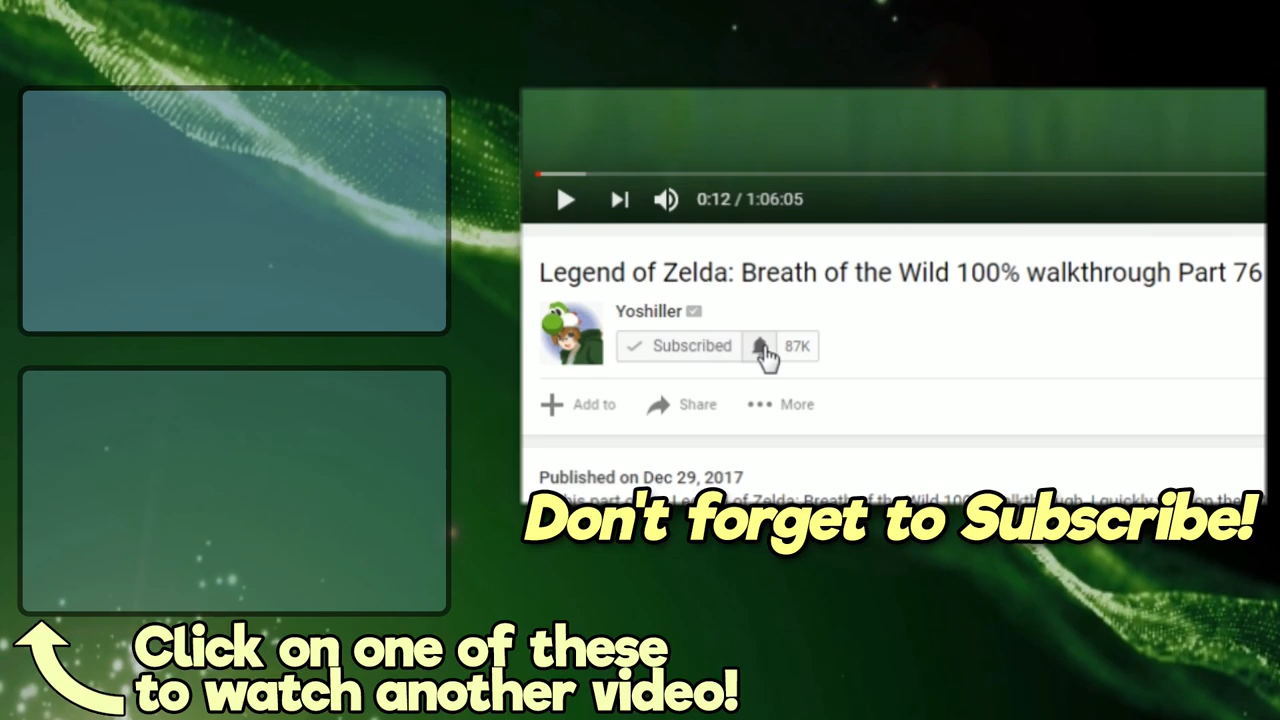 0:12 / 1:06:05
Legend of Zelda: Breath of the Wild 100% walkthrough Part 76
Yoshiller
Subscribed 87K
Add to Share More
Published on Dec 29, 2017
Don't forget to Subscribe!
Click on one of these
to watch another video!